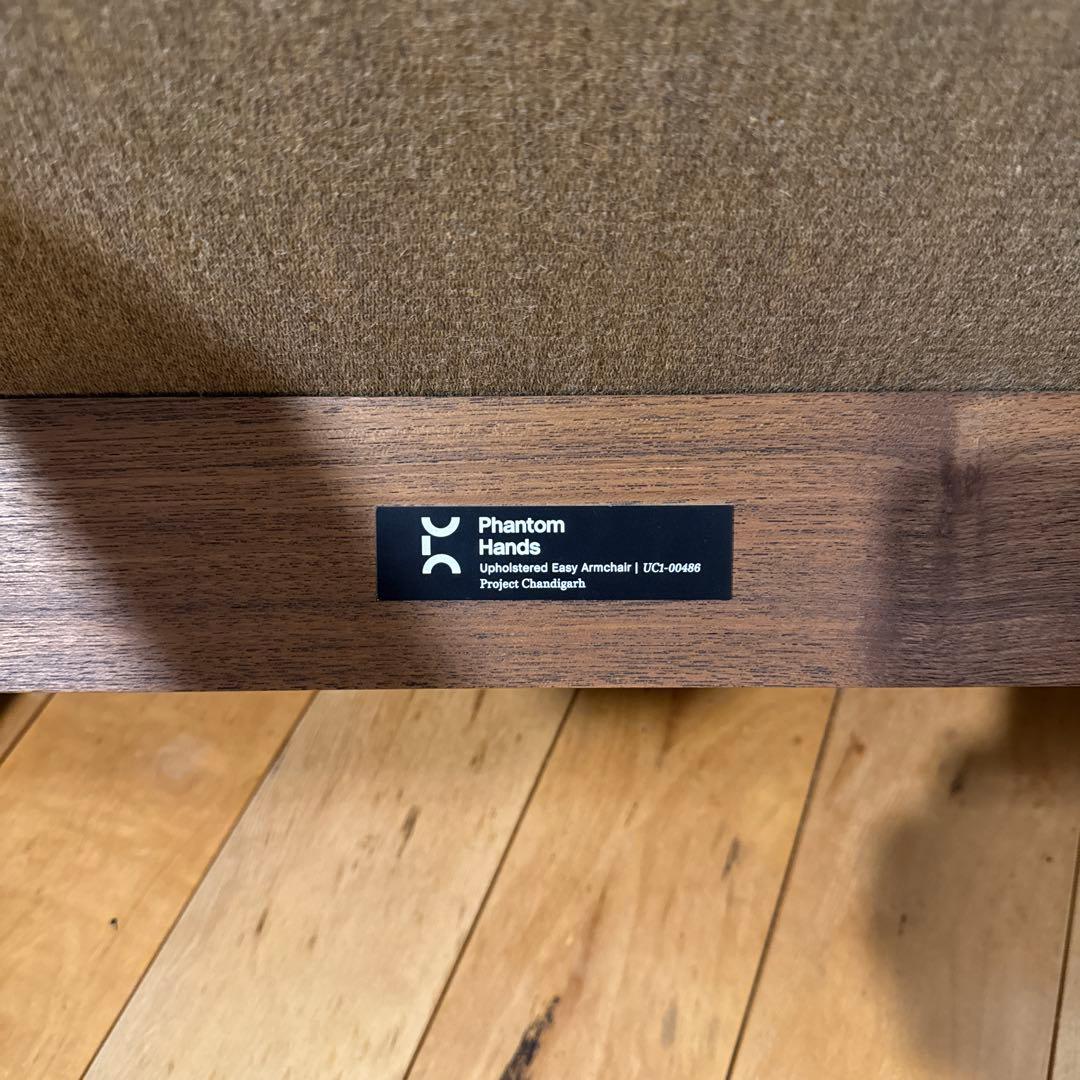 Phantom
Hands
Upholstered Easy Armchair | UC1-00486
Project Chandigarh